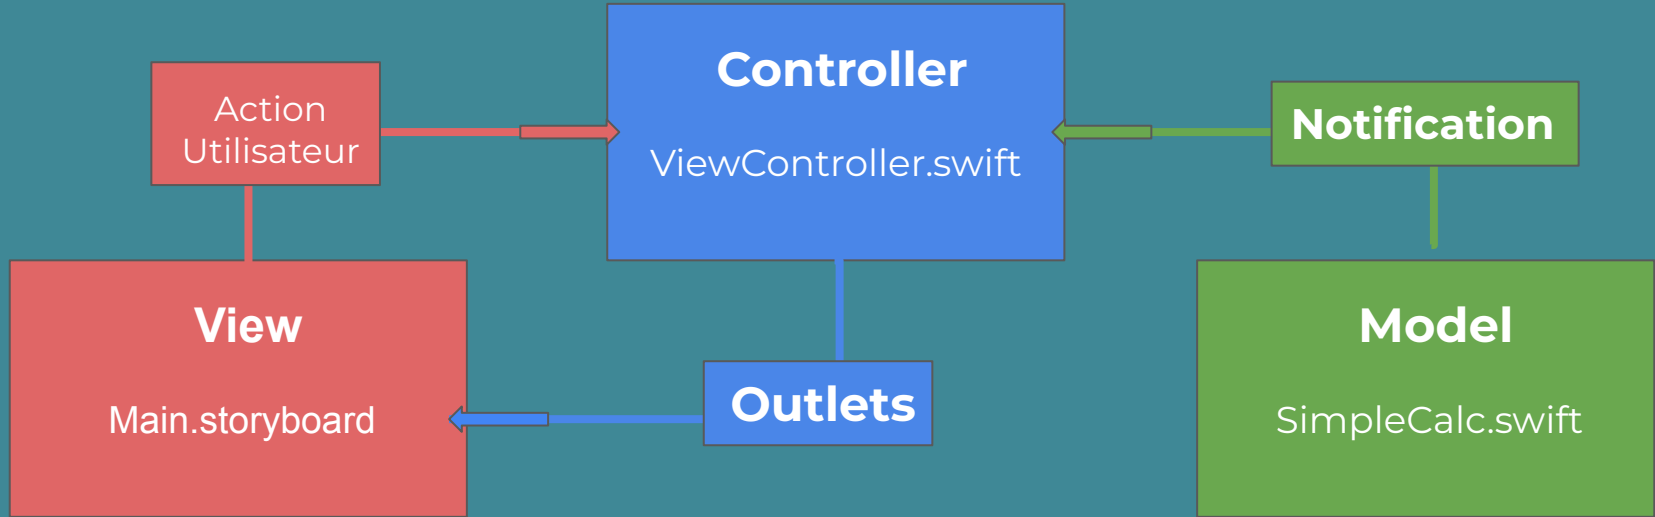 Controller
ViewController.swift
Action
Utilisateur
Notification
View
Main.storyboard
Outlets
Model
SimpleCalc.swift